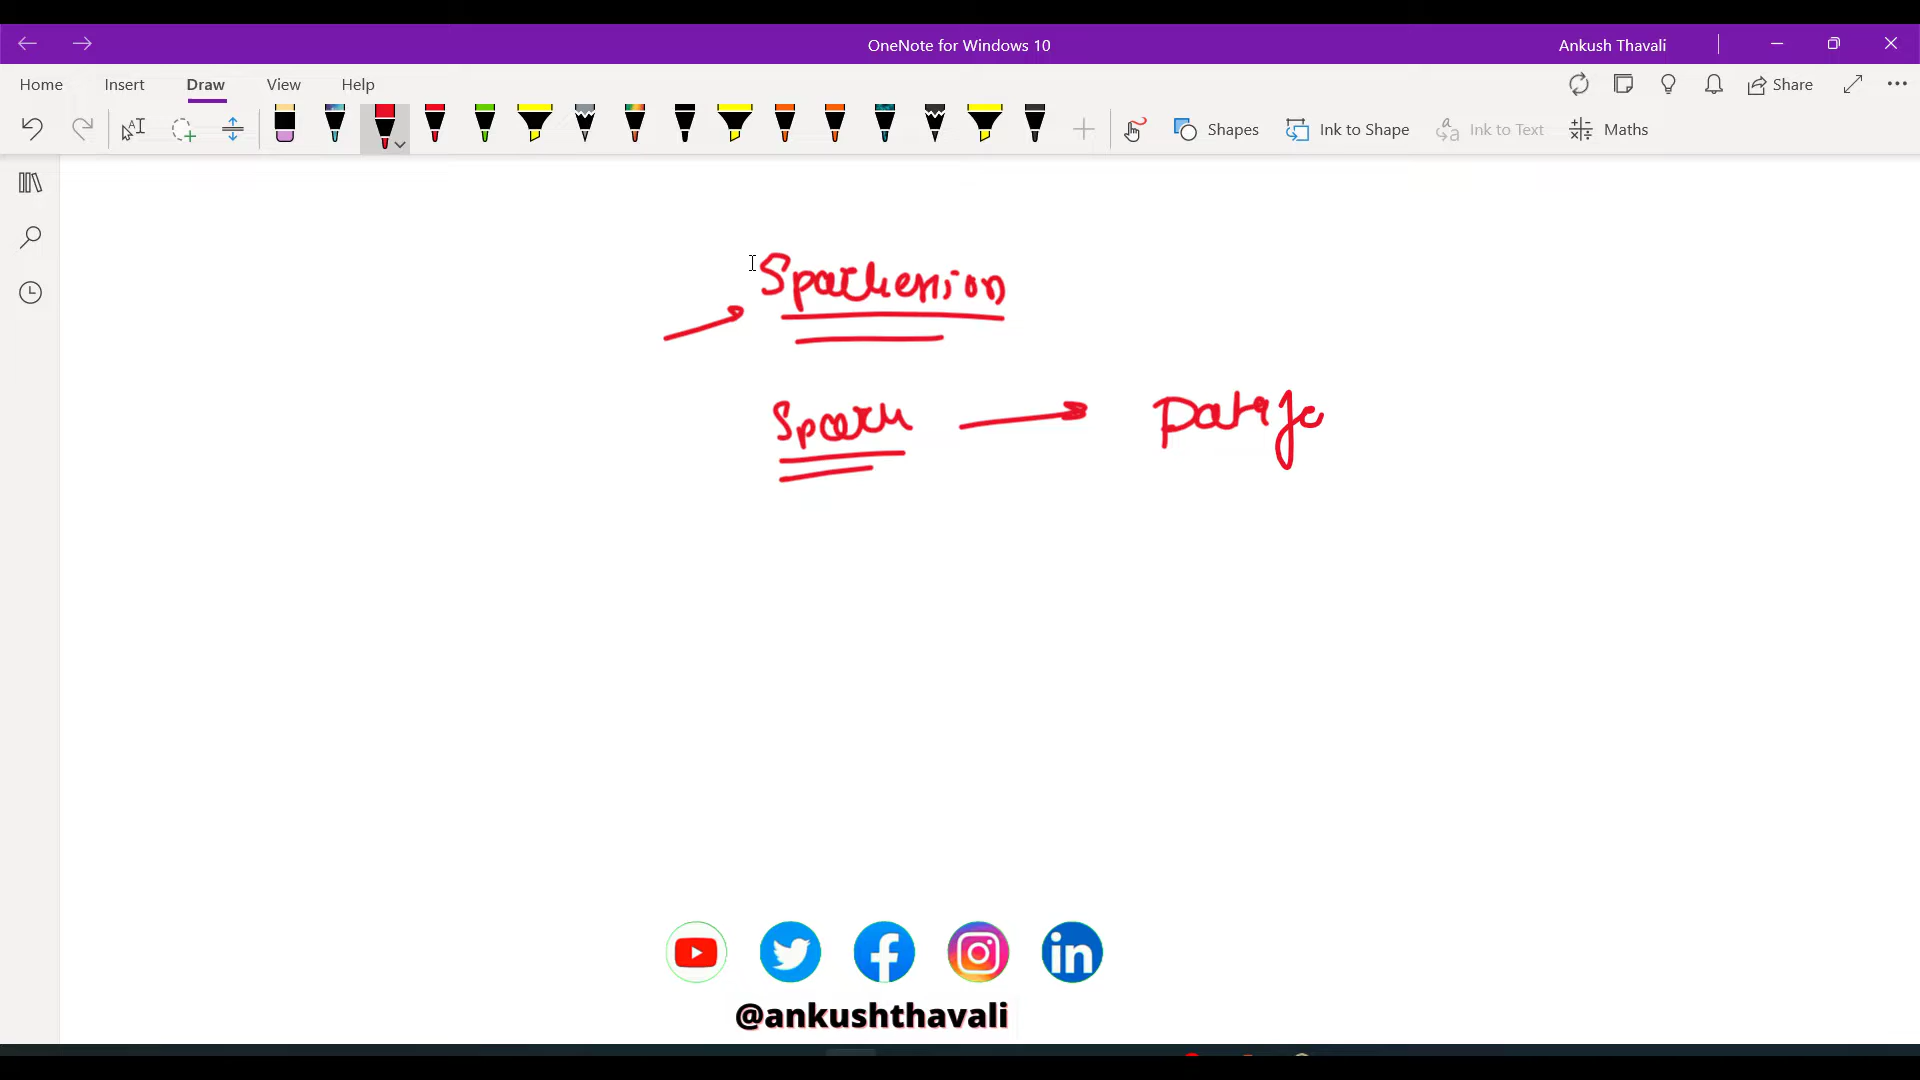 OneNote for Windows 10
Ankush Thavali
Home Insert Draw View Help
Share
Shapes Ink to Shape Ink to Text Maths
Spark
@ankushthavali